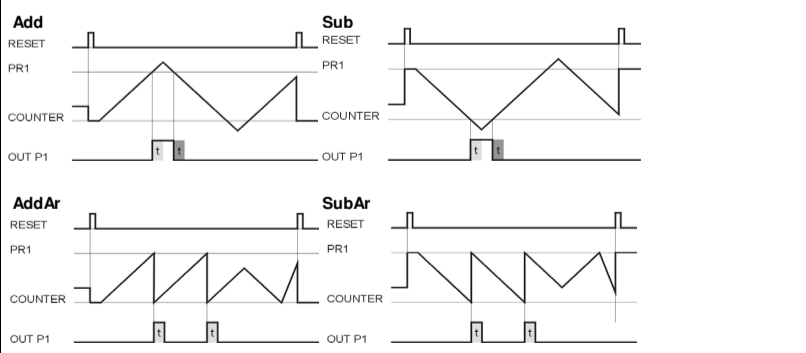 Add
RESET
PR1
COUNTER
OUT P1
t t
Sub
RESET
PR1
COUNTER
OUT P1
t t
AddAr
RESET
PR1
COUNTER
OUT P1
t t
SubAr
RESET
PR1
COUNTER
OUT P1
t t